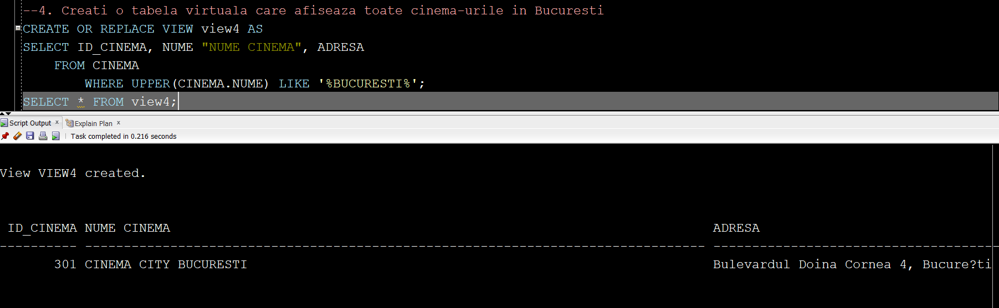 --4. Creati o tabela virtuala care afiseaza toate cinema-urile in Bucuresti
CREATE OR REPLACE VIEW view4 AS
SELECT ID_CINEMA, NUME "NUME CINEMA", ADRESA
FROM CINEMA
WHERE UPPER(CINEMA.NUME) LIKE '%BUCURESTI%';
SELECT * FROM view4;
Script Output x Explain Plan x
Task completed in 0.216 seconds
View VIEW4 created.
ID_CINEMA NUME CINEMA ADRESA
---------- -------------------------------------------------------------------------------- -------------------------------------
301 CINEMA CITY BUCURESTI Bulevardul Doina Cornea 4, Bucure?ti